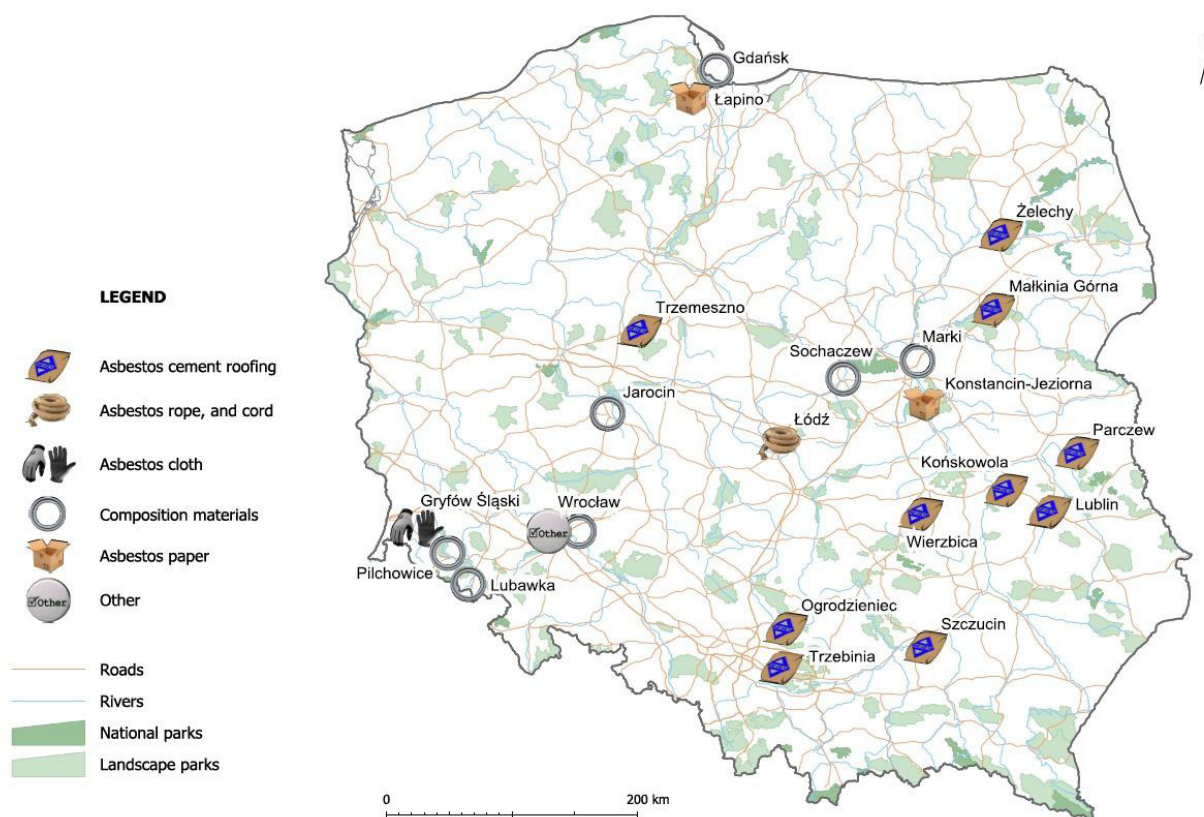 Gdańsk
Łapino
Żelechy
LEGEND
Małkinia Górna
Trzemeszno
Marki
Sochaczew
Asbestos cement roofing
Konstancin-Jeziorna
Jarocin
Asbestos rope, and cord
Łódź
Parczew
Końskowola
Asbestos cloth
Gryfów Śląski
Wrocław
Lublin
Composition materials
Other
Wierzbica
Asbestos paper
Pilchowice
Lubawka
Other
Other
Ogrodzieniec
Szczucin
Trzebinia
Roads
Rivers
National parks
Landscape parks
0 200 km